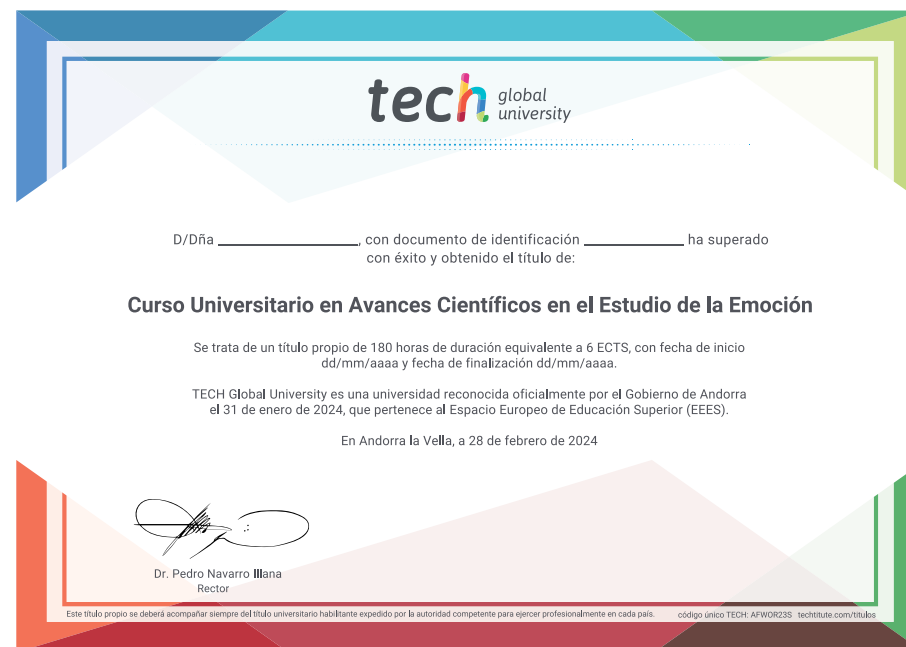 tech global university
D/Dña ____________________, con documento de identificación ______________ ha superado
con éxito y obtenido el título de:
Curso Universitario en Avances Científicos en el Estudio de la Emoción
Se trata de un título propio de 180 horas de duración equivalente a 6 ECTS, con fecha de inicio
dd/mm/aaaa y fecha de finalización dd/mm/aaaa.
TECH Global University es una universidad reconocida oficialmente por el Gobierno de Andorra
el 31 de enero de 2024, que pertenece al Espacio Europeo de Educación Superior (EEES).
En Andorra la Vella, a 28 de febrero de 2024
Dr. Pedro Navarro Illana
Rector
Este título propio se deberá acompañar siempre del título universitario habilitante expedido por la autoridad competente para ejercer profesionalmente en cada país. código único TECH: AFWOR23S techtitute.com/titulos